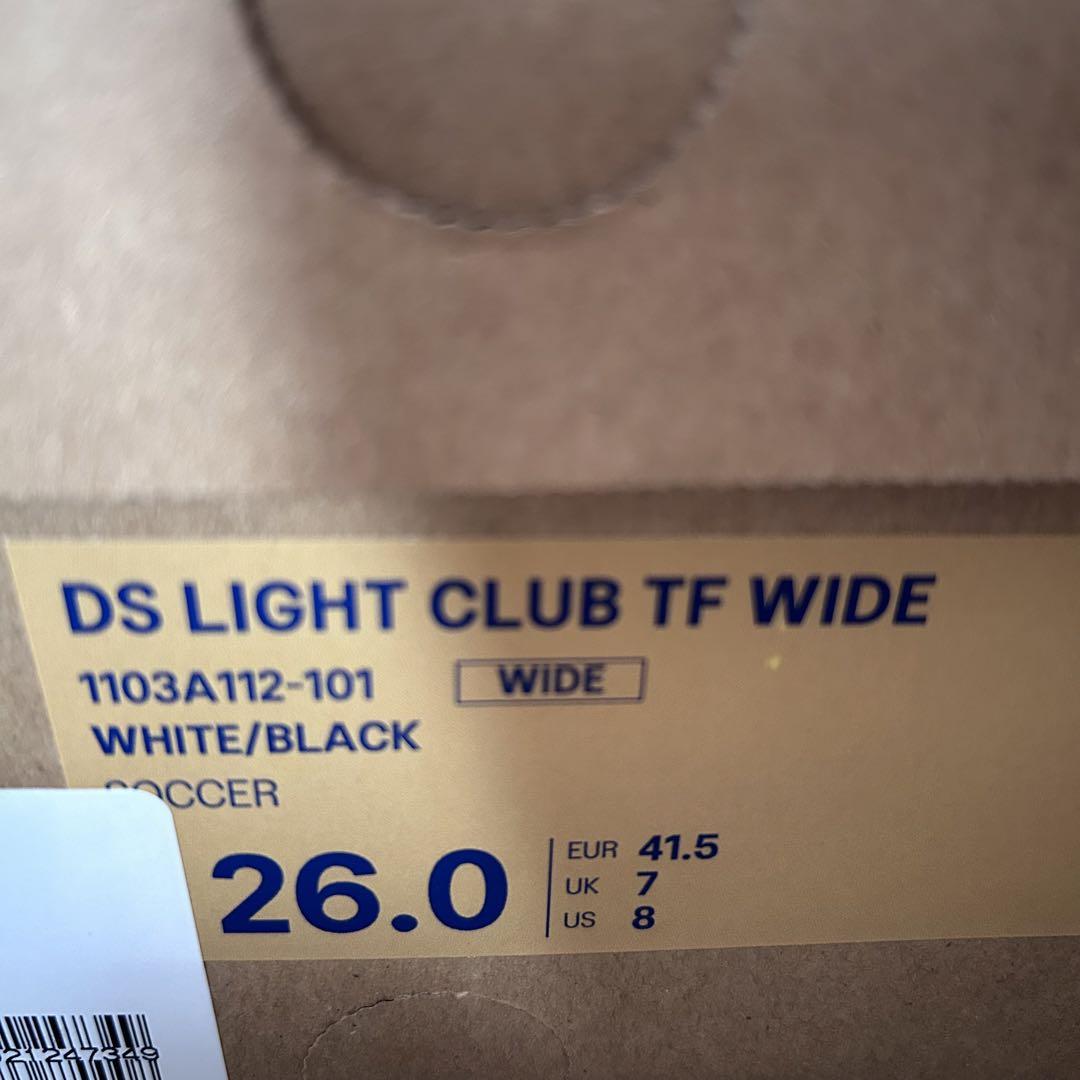 DS LIGHT CLUB TF WIDE
1103A112-101 WIDE
WHITE/BLACK
SOCCER
26.0
EUR 41.5
UK 7
US 8
21247349